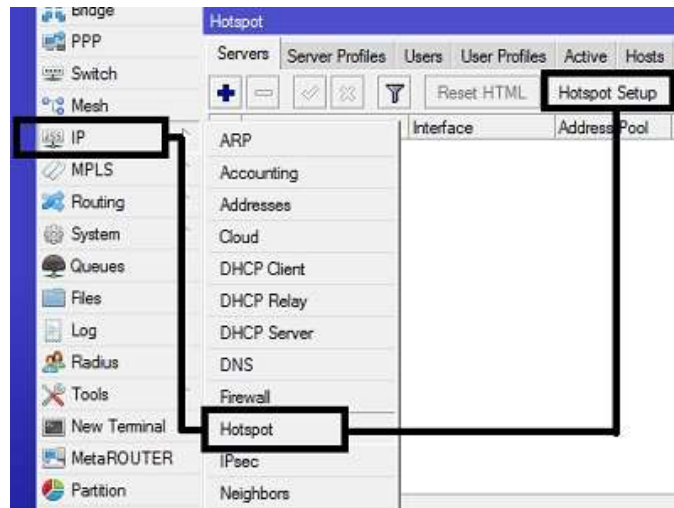 Bridge
PPP
Switch
Mesh
IP
MPLS
Routing
System
Queues
Files
Log
Radius
Tools
New Terminal
MetaROUTER
Partition
ARP
Accounting
Addresses
Cloud
DHCP Client
DHCP Relay
DHCP Server
DNS
Firewall
Hotspot
IPsec
Neighbors
Hotspot
Servers Server Profiles Users User Profiles Active Hosts
Reset HTML Hotspot Setup
Interface Address Pool